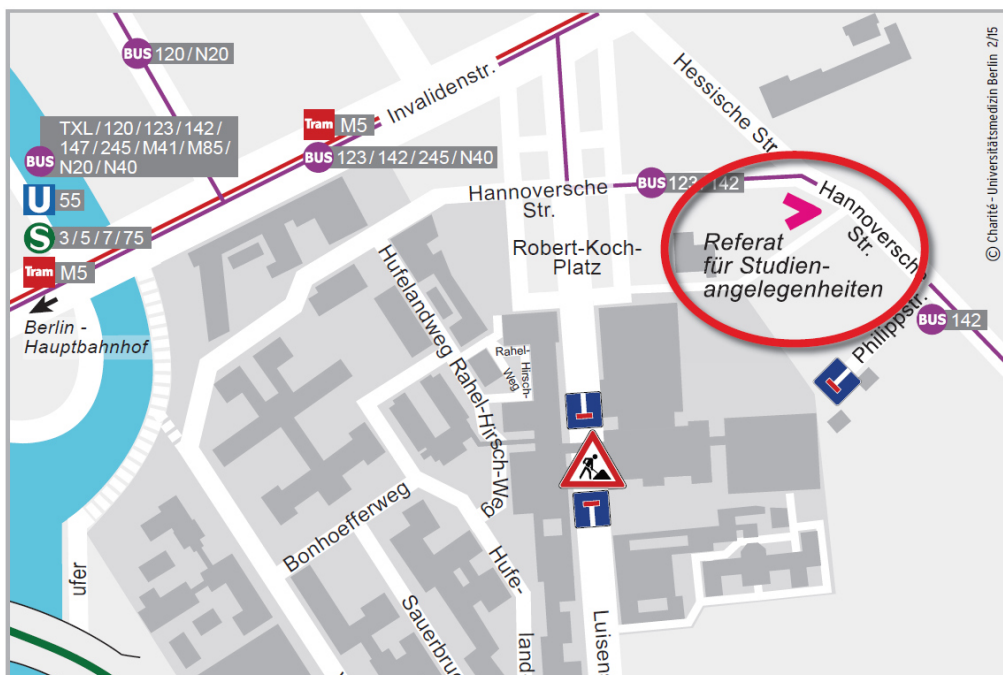 BUS 120/N20
TXL/120/123/142/
147/245/M41/M85/
BUS N20/N40
U 55
S 3/5/7/75
Tram M5
Berlin -
Hauptbahnhof
Tram M5
BUS 123/142/245/N40
Invalidenstr.
Hessische Str.
© Charité - Universitätsmedizin Berlin 2/15
Hannoversche
Str.
BUS 123/142
Hannoversche
Str.
Robert-Koch-
Platz
Referat
für Studien-
angelegenheiten
BUS 142
Philippstr.
Hufelandweg
Rahel-
Hirsch-
Weg
Rahel-Hirsch-Weg
Bonhoefferweg
Hufe-
land-
Sauerbru
Luisens
ufer